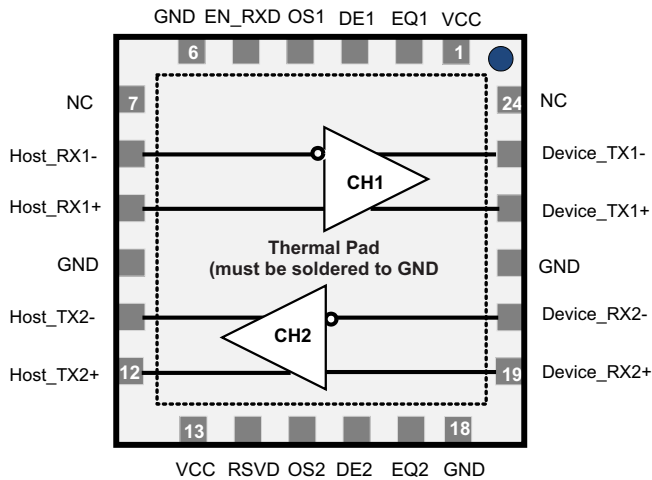 GND EN_RXD OS1 DE1 EQ1 VCC
6 1
NC 7 24 NC
Host_RX1- Device_TX1-
CH1
Host_RX1+ Device_TX1+
Thermal Pad
(must be soldered to GND
GND GND
Host_TX2- Device_RX2-
CH2
Host_TX2+ 12 19 Device_RX2+
13 18
VCC RSVD OS2 DE2 EQ2 GND